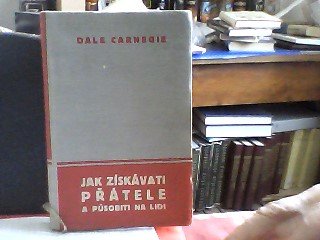 DALE CARNEGIE
JAK ZÍSKÁVATI
PŘÁTELE
A PŮSOBITI NA LIDI